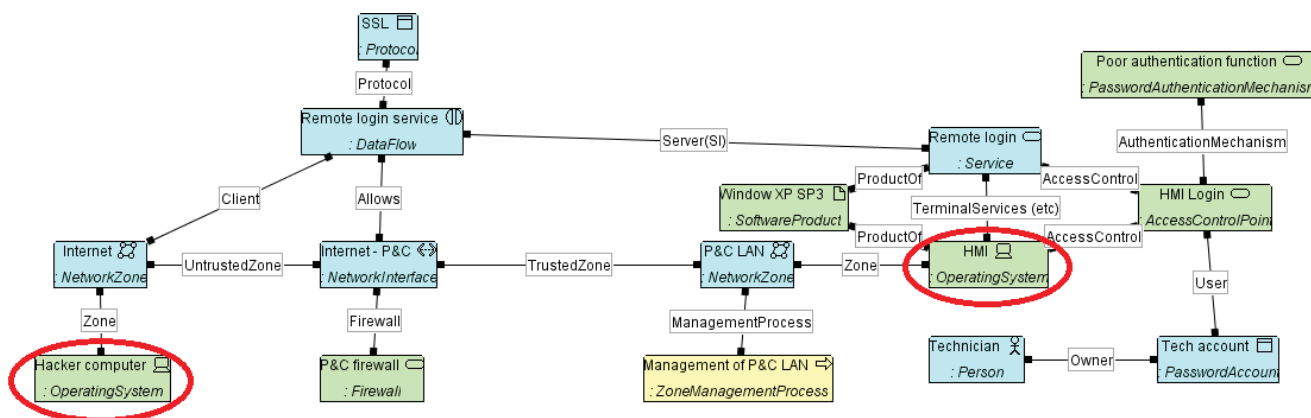 SSL
: Protocol
Protocol
Poor authentication function
: PasswordAuthenticationMechanism
Remote login service
: DataFlow
Server(SI)
Remote login
: Service
AuthenticationMechanism
Client
Allows
ProductOf
AccessControl
Window XP SP3
: SoftwareProduct
TerminalServices (etc)
HMI Login
: AccessControlPoint
ProductOf
AccessControl
Internet
: NetworkZone
UntrustedZone
Internet - P&C
: NetworkInterface
TrustedZone
P&C LAN
: NetworkZone
Zone
HMI
: OperatingSystem
User
Zone
Firewall
ManagementProcess
Hacker computer
: OperatingSystem
P&C firewall
: Firewall
Management of P&C LAN
: ZoneManagementProcess
Technician
: Person
Owner
Tech account
: PasswordAccount